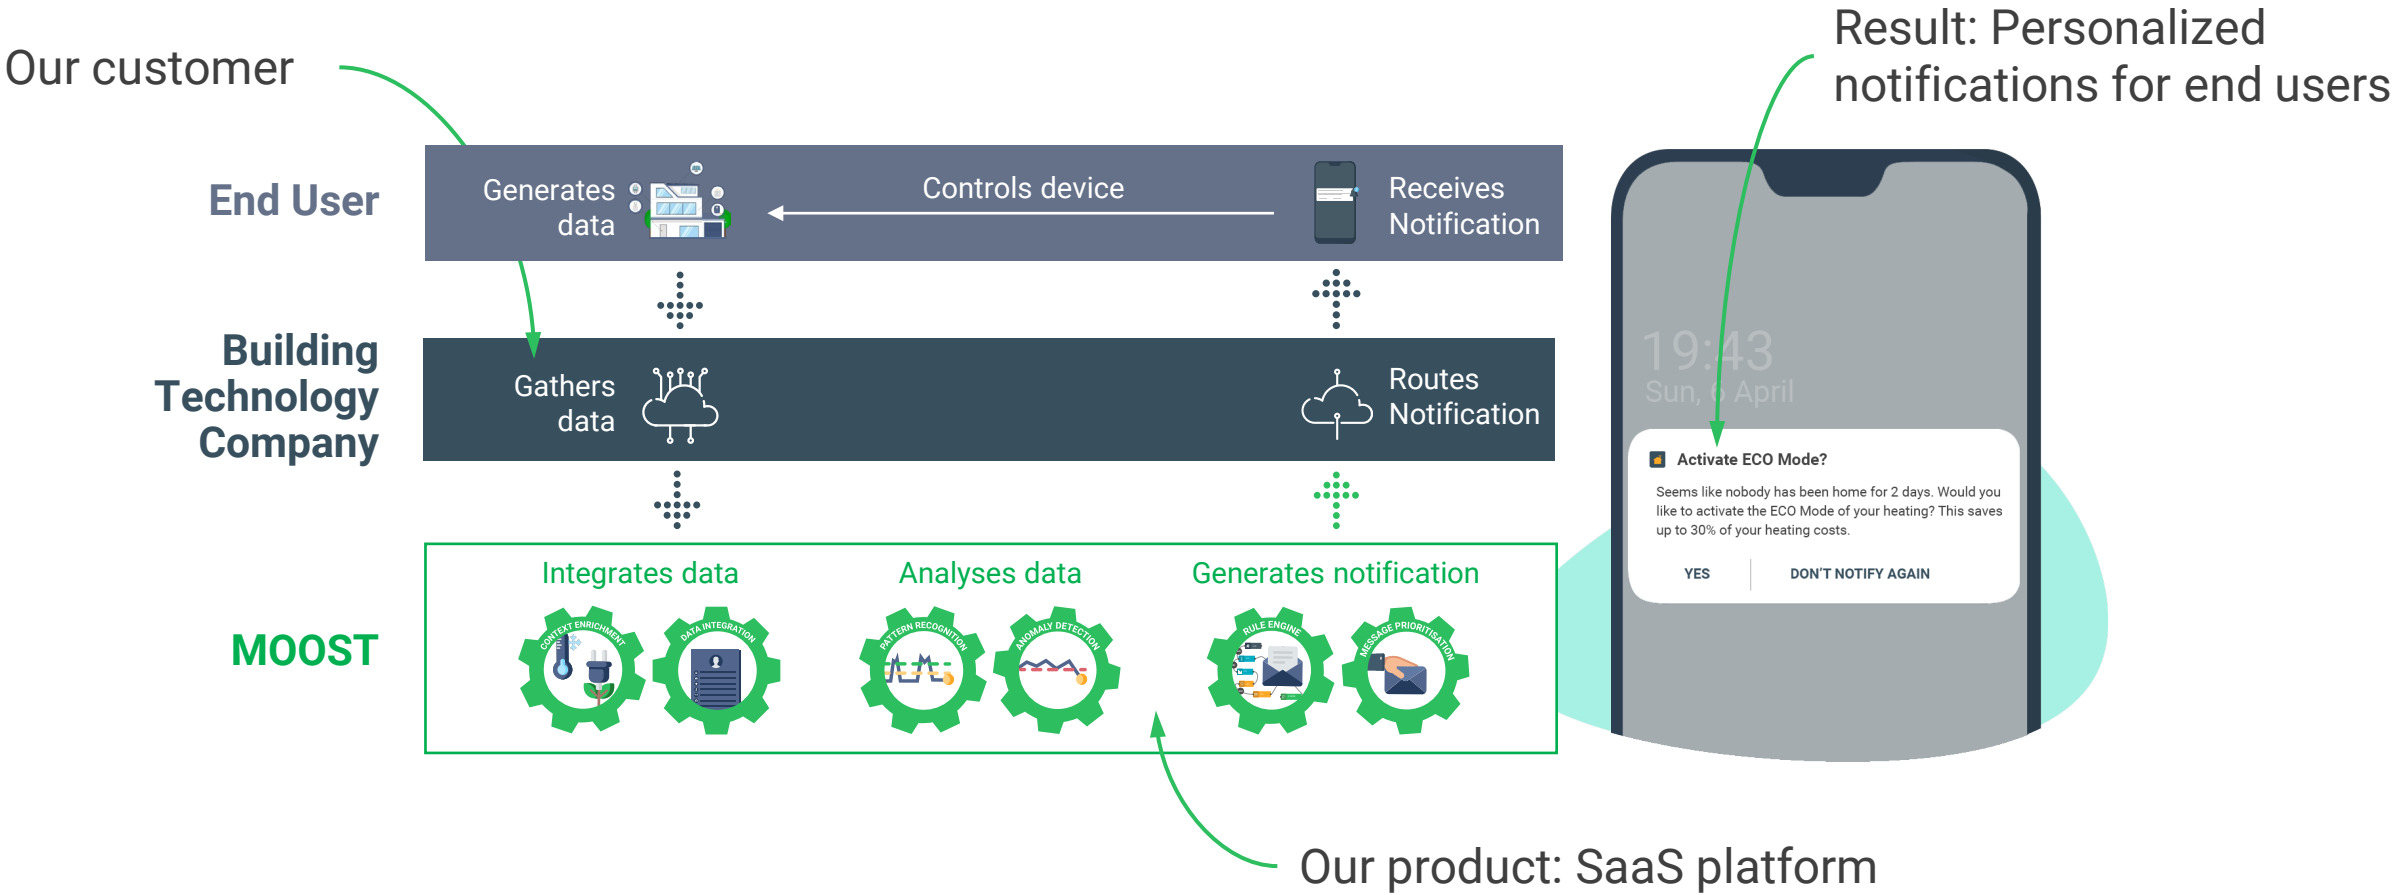 Our customer
Result: Personalized
notifications for end users
End User
Generates
data
Controls device
Receives
Notification
Building
Technology
Company
Gathers
data
Routes
Notification
19:43
Sun, 6 April
Activate ECO Mode?
Seems like nobody has been home for 2 days. Would you
like to activate the ECO Mode of your heating? This saves
up to 30% of your heating costs.
YES
DON'T NOTIFY AGAIN
MOOST
Integrates data
Analyses data
Generates notification
CONTEXT ENRICHMENT
DATA INTEGRATION
PATTERN RECOGNITION
ANOMALY DETECTION
RULE ENGINE
MESSAGE PRIORITISATION
Our product: SaaS platform